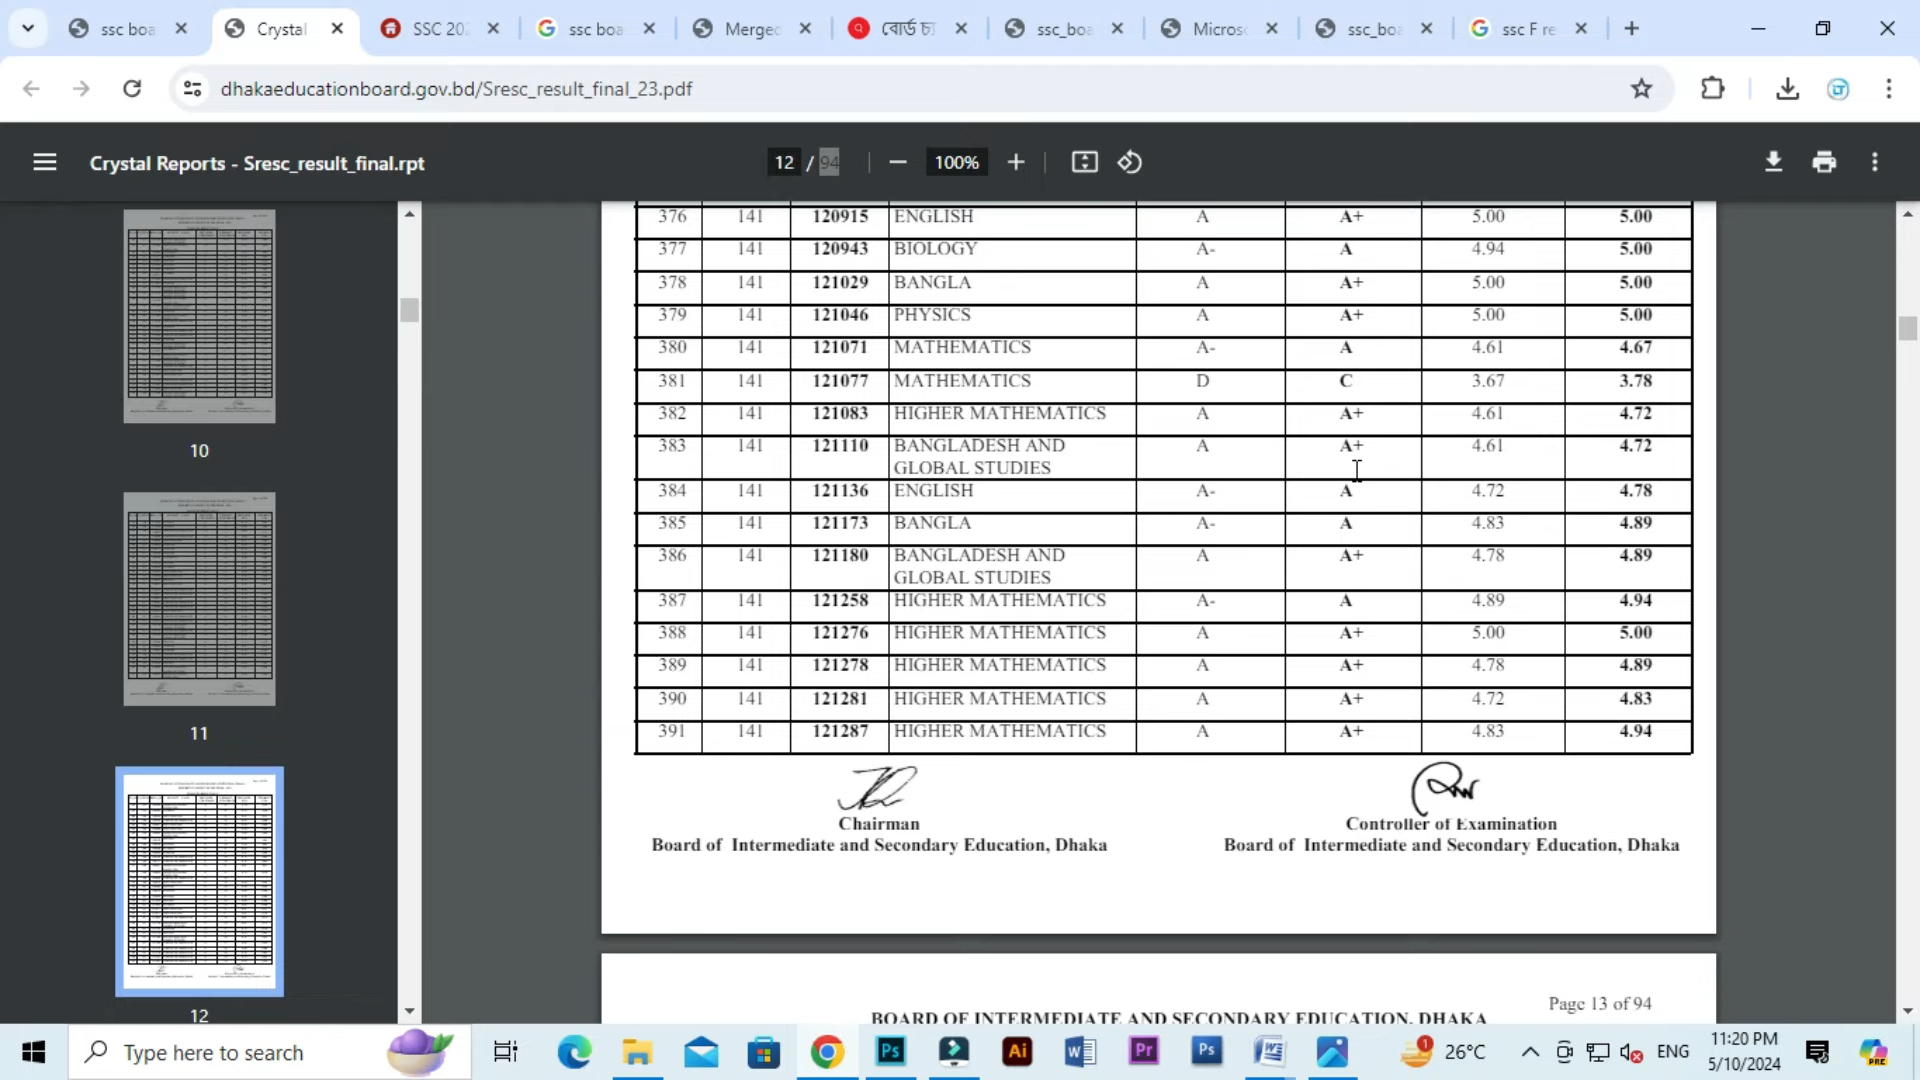 ssc boa
Crystal
SSC 202
ssc boa
Merged
বোর্ড চ্য
ssc_boa
Micros
ssc_boa
ssc F re
dhakaeducationboard.gov.bd/Sresc_result_final_23.pdf
Crystal Reports - Sresc_result_final.rpt
12 / 94
100%
10
11
12
376 141 120915 ENGLISH A A+ 5.00 5.00
377 141 120943 BIOLOGY A- A 4.94 5.00
378 141 121029 BANGLA A A+ 5.00 5.00
379 141 121046 PHYSICS A A+ 5.00 5.00
380 141 121071 MATHEMATICS A- A 4.61 4.67
381 141 121077 MATHEMATICS D C 3.67 3.78
382 141 121083 HIGHER MATHEMATICS A A+ 4.61 4.72
383 141 121110 BANGLADESH AND A A+ 4.61 4.72
GLOBAL STUDIES
384 141 121136 ENGLISH A- A 4.72 4.78
385 141 121173 BANGLA A- A 4.83 4.89
386 141 121180 BANGLADESH AND A A+ 4.78 4.89
GLOBAL STUDIES
387 141 121258 HIGHER MATHEMATICS A- A 4.89 4.94
388 141 121276 HIGHER MATHEMATICS A A+ 5.00 5.00
389 141 121278 HIGHER MATHEMATICS A A+ 4.78 4.89
390 141 121281 HIGHER MATHEMATICS A A+ 4.72 4.83
391 141 121287 HIGHER MATHEMATICS A A+ 4.83 4.94
Chairman
Board of Intermediate and Secondary Education, Dhaka
Controller of Examination
Board of Intermediate and Secondary Education, Dhaka
Page 13 of 94
BOARD OF INTERMEDIATE AND SECONDARY EDUCATION, DHAKA
Type here to search
26°C
ENG
11:20 PM
5/10/2024